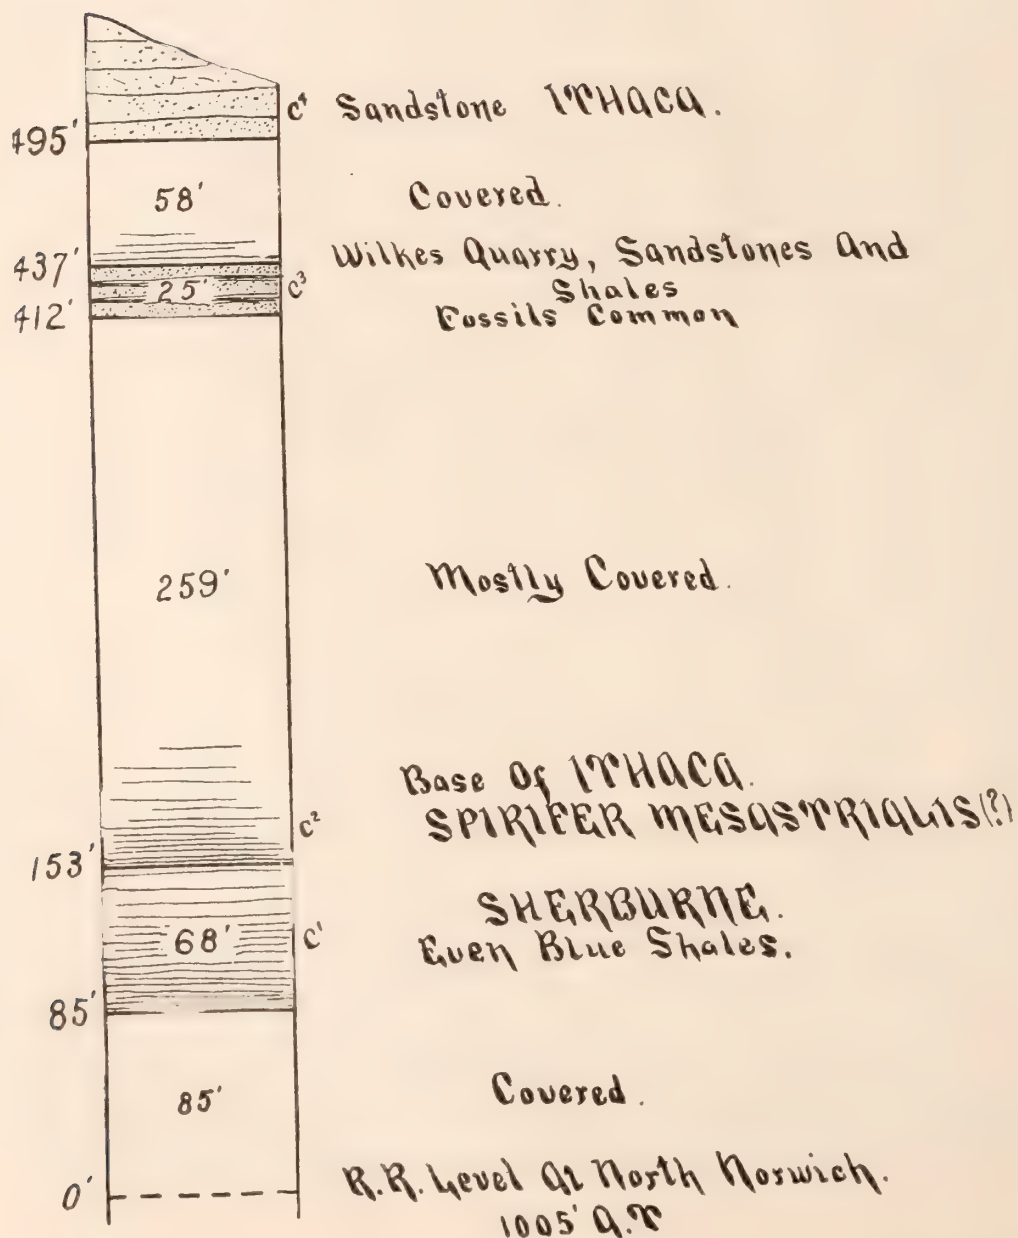 C⁴ Sandstone ITHACA.
495'
58' Covered.
437' Wilkes Quarry, Sandstones And
25' C³ Shales
412' Fossils Common
259' Mostly Covered.
Base Of ITHACA.
C² SPIRIFER MESASTRIALIS(?)
153'
SHERBURNE.
68' C¹ Even Blue Shales.
85'
85' Covered.
0' R.R. Level At North Norwich.
1005' A.T